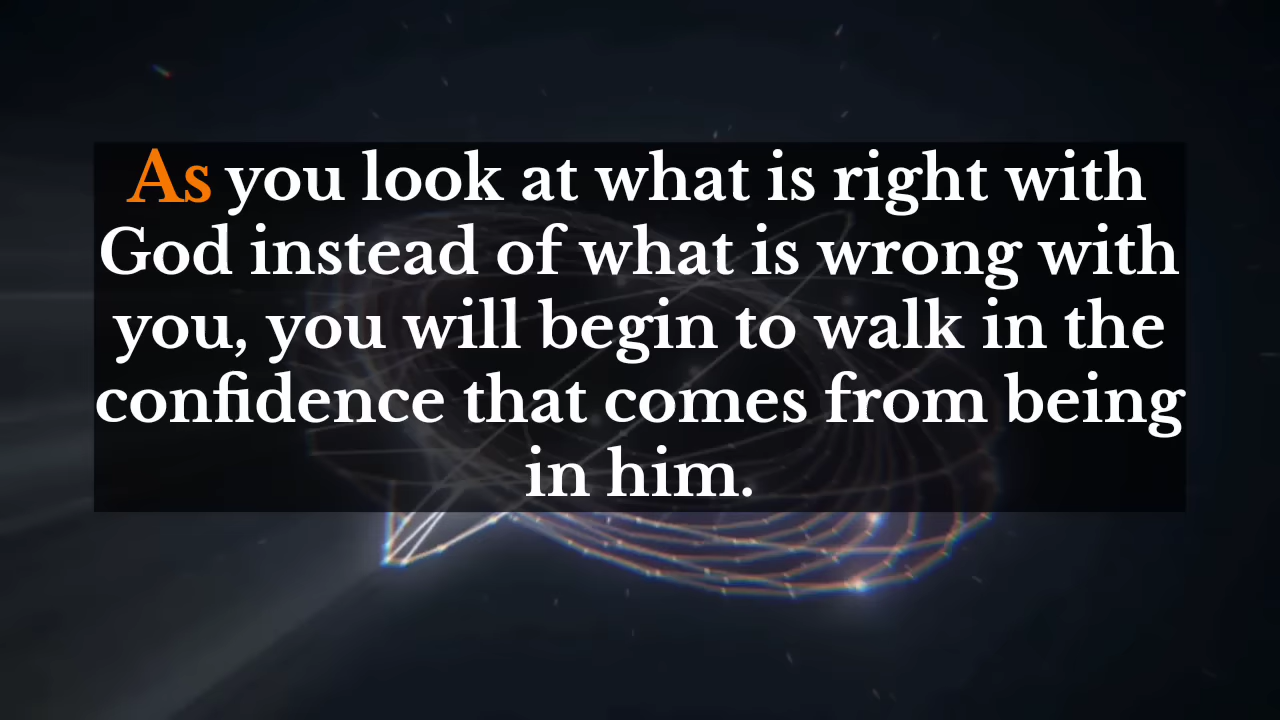 As you look at what is right with
God instead of what is wrong with
you, you will begin to walk in the
confidence that comes from being
in him.